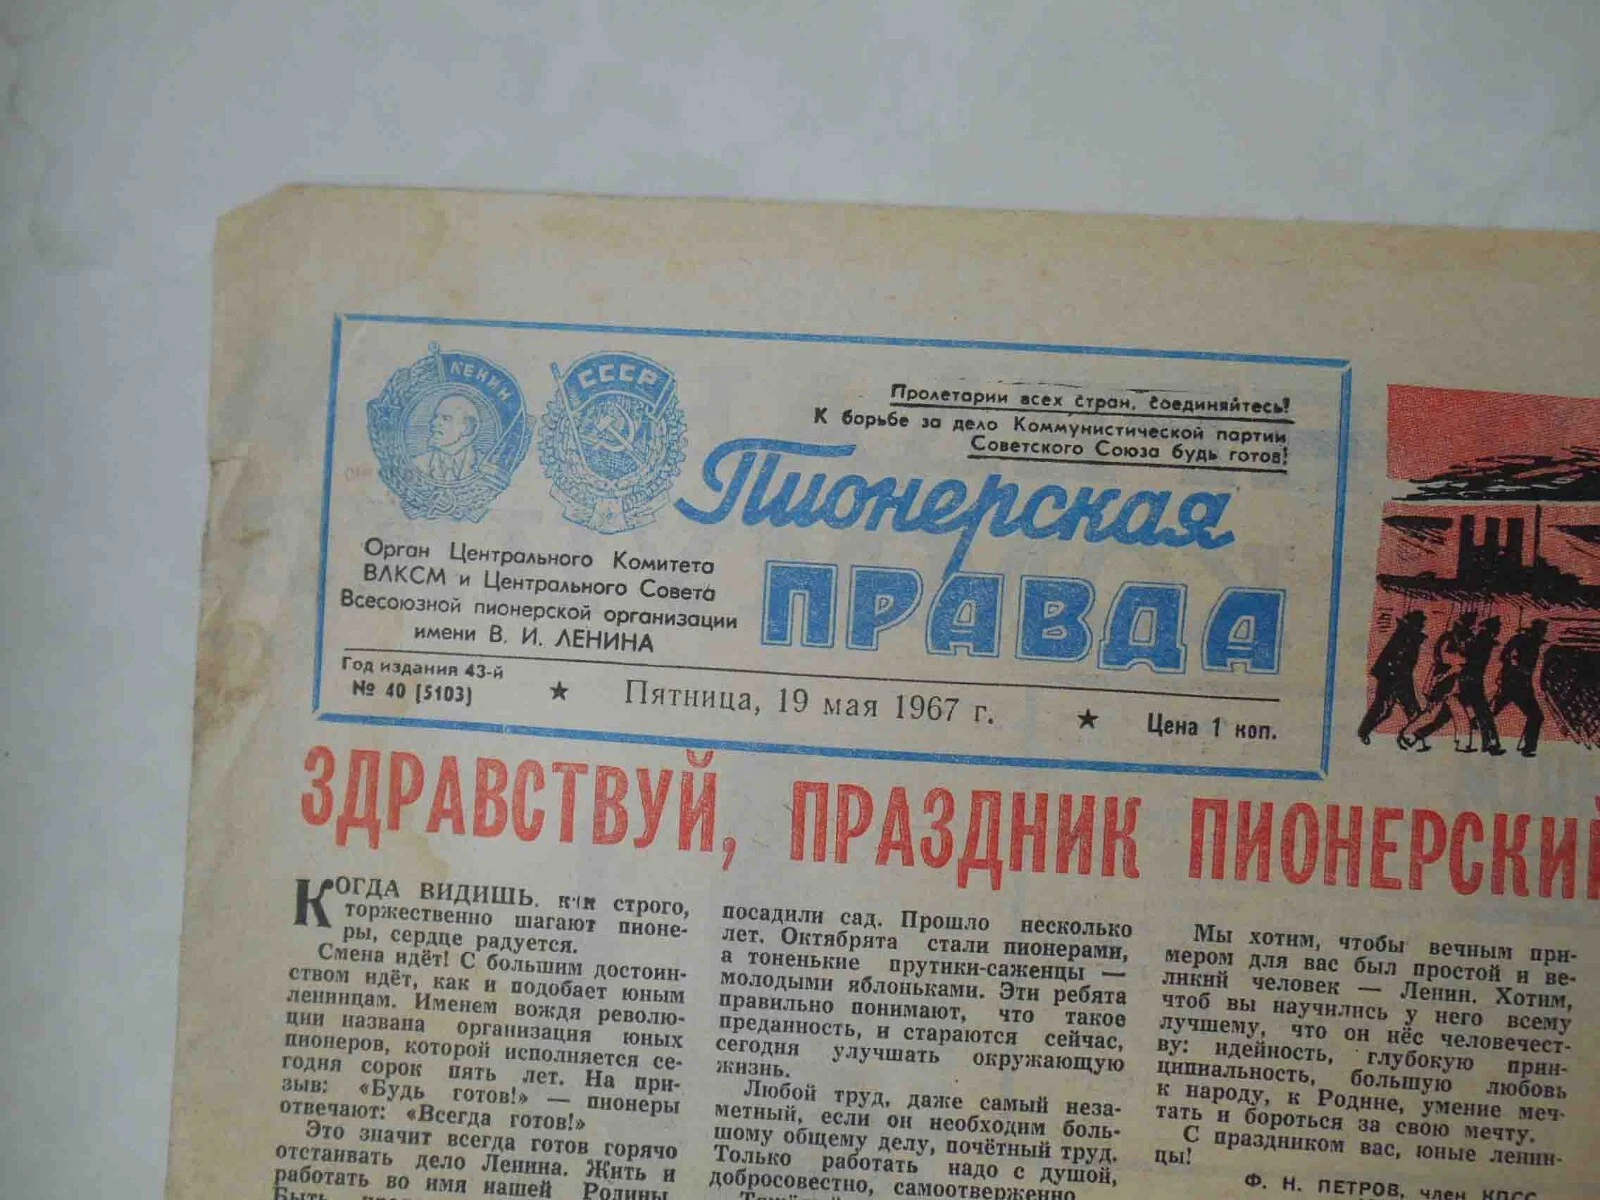 ЛЕНИН
СССР
Пролетарии всех стран, соединяйтесь!
К борьбе за дело Коммунистической партии
Советского Союза будь готов!
Пионерская
ПРАВДА
Орган Центрального Комитета
ВЛКСМ и Центрального Совета
Всесоюзной пионерской организации
имени В. И. ЛЕНИНА
Год издания 43-й
№ 40 (5103)
★ Пятница, 19 мая 1967 г. ★
Цена 1 коп.
ЗДРАВСТВУЙ, ПРАЗДНИК ПИОНЕРСКИЙ
КОГДА ВИДИШЬ, как строго,
торжественно шагают пионе-
ры, сердце радуется.
Смена идёт! С большим достоин-
ством идёт, как и подобает юным
ленинцам. Именем вождя револю-
ции названа организация юных
пионеров, которой исполняется се-
годня сорок пять лет. На при-
зыв: «Будь готов!» — пионеры
отвечают: «Всегда готов!»
Это значит всегда готов горячо
отстаивать дело Ленина. Жить и
работать во имя нашей Родины.
Быть
посадили сад. Прошло несколько
лет. Октябрята стали пионерами,
а тоненькие прутики-саженцы —
молодыми яблоньками. Эти ребята
правильно понимают, что такое
преданность, и стараются сейчас,
сегодня улучшать окружающую
жизнь.
Любой труд, даже самый неза-
метный, если он необходим боль-
шому общему делу, почётный труд.
Только работать надо с душой,
добросовестно, самоотверженно.
Мы хотим, чтобы вечным при-
мером для вас был простой и ве-
ликий человек — Ленин. Хотим,
чтоб вы научились у него всему
лучшему, что он нёс человечест-
ву: идейность, глубокую прин-
ципиальность, большую любовь
к народу, к Родине, умение меч-
тать и бороться за свою мечту.
С праздником вас, юные ленин-
цы!
Ф. Н. ПЕТРОВ, член КПСС